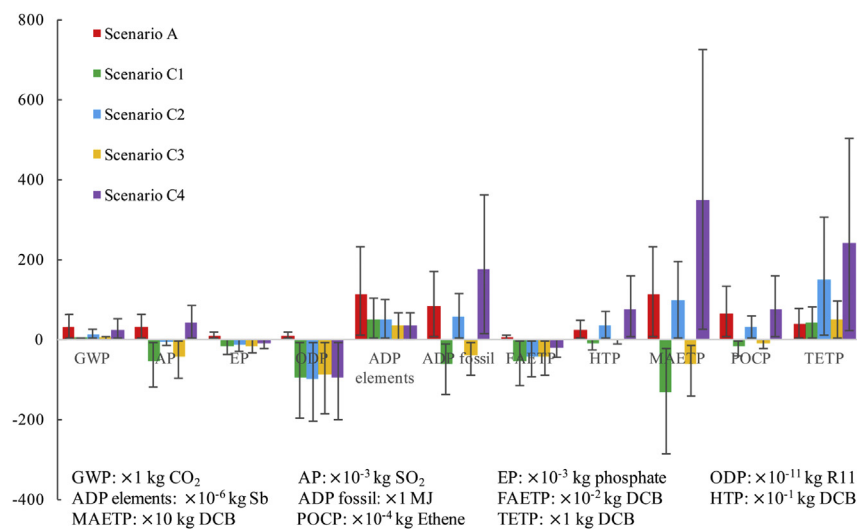 800
600
400
200
0
-200
-400
Scenario A
Scenario C1
Scenario C2
Scenario C3
Scenario C4
GWP AP EP ODP ADP elements ADP fossil FAETP HTP MAETP POCP TETP
GWP: ×1 kg CO₂ AP: ×10⁻³ kg SO₂ EP: ×10⁻³ kg phosphate ODP: ×10⁻¹¹ kg R11
ADP elements: ×10⁻⁶ kg Sb ADP fossil: ×1 MJ FAETP: ×10⁻² kg DCB HTP: ×10⁻¹ kg DCB
MAETP: ×10 kg DCB POCP: ×10⁻⁴ kg Ethene TETP: ×1 kg DCB